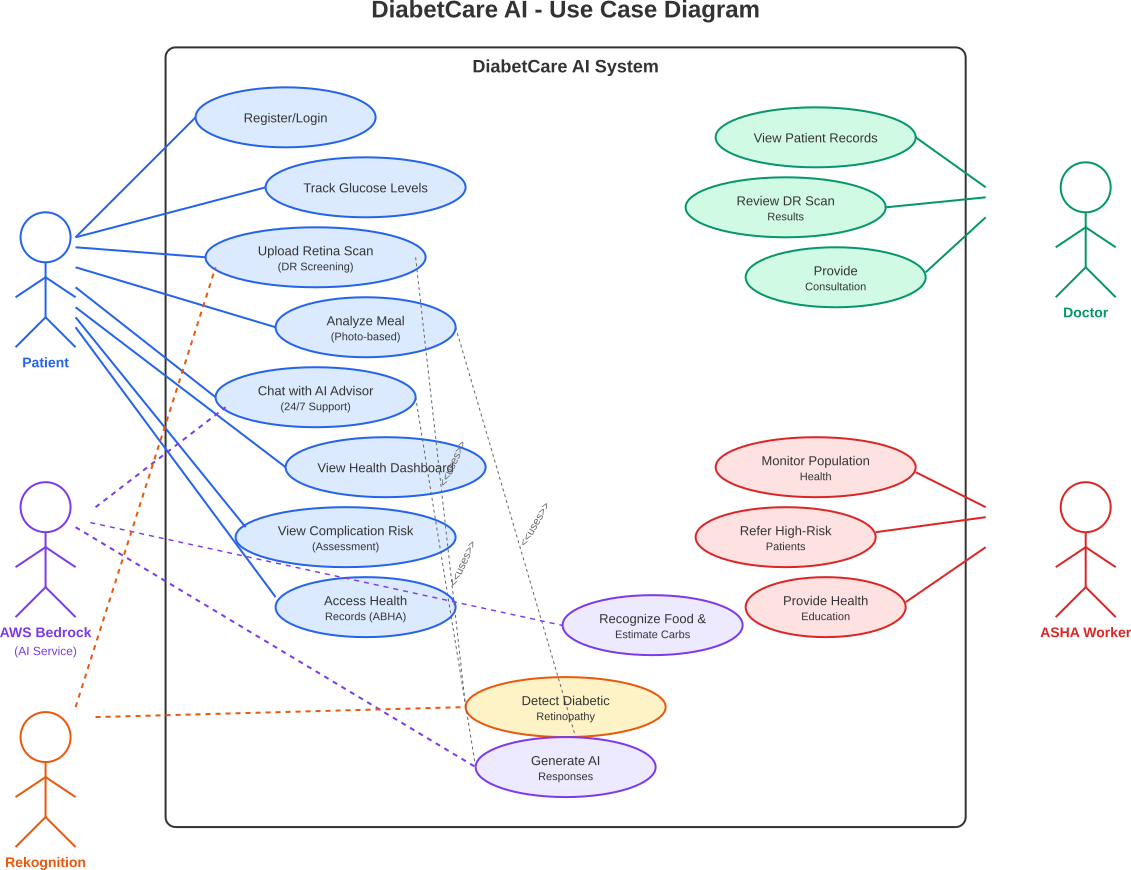 DiabetCare AI - Use Case Diagram
DiabetCare AI System
Register/Login
Track Glucose Levels
Upload Retina Scan
(DR Screening)
Analyze Meal
(Photo-based)
Chat with AI Advisor
(24/7 Support)
View Health Dashboard
View Complication Risk
(Assessment)
Access Health
Records (ABHA)
View Patient Records
Review DR Scan
Results
Provide
Consultation
Monitor Population
Health
Refer High-Risk
Patients
Provide Health
Education
Recognize Food &
Estimate Carbs
Detect Diabetic
Retinopathy
Generate AI
Responses
<<uses>>
<<uses>>
<<uses>>
Patient
AWS Bedrock
(AI Service)
Rekognition
Doctor
ASHA Worker